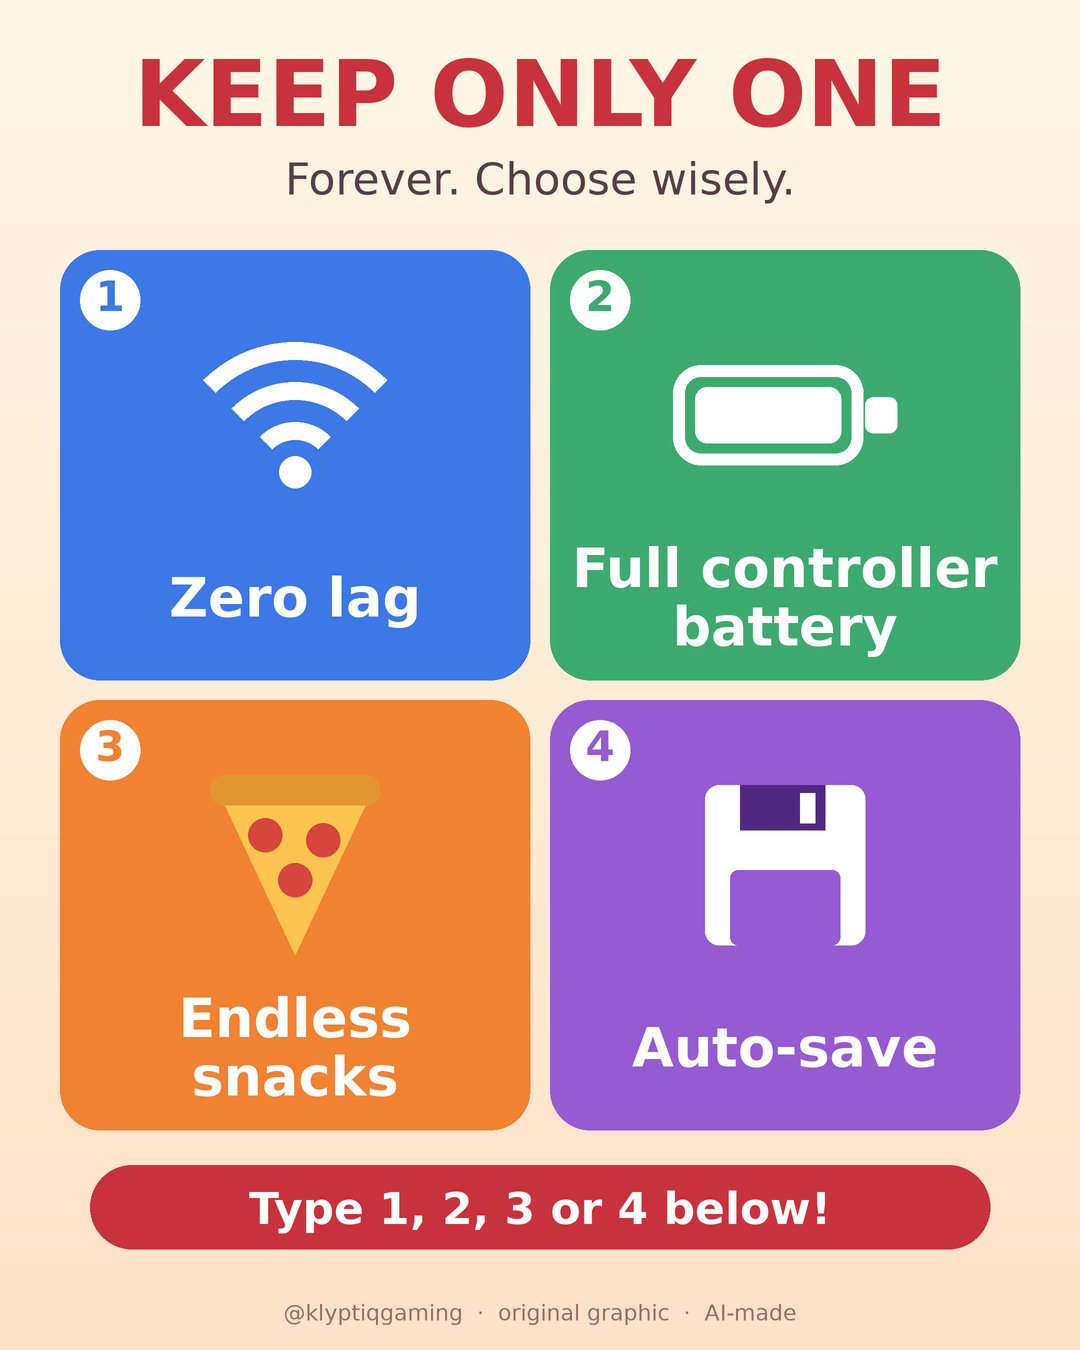 KEEP ONLY ONE
Forever. Choose wisely.
1
Zero lag
2
Full controller
battery
3
Endless
snacks
4
Auto-save
Type 1, 2, 3 or 4 below!
@klyptiqgaming · original graphic · AI-made